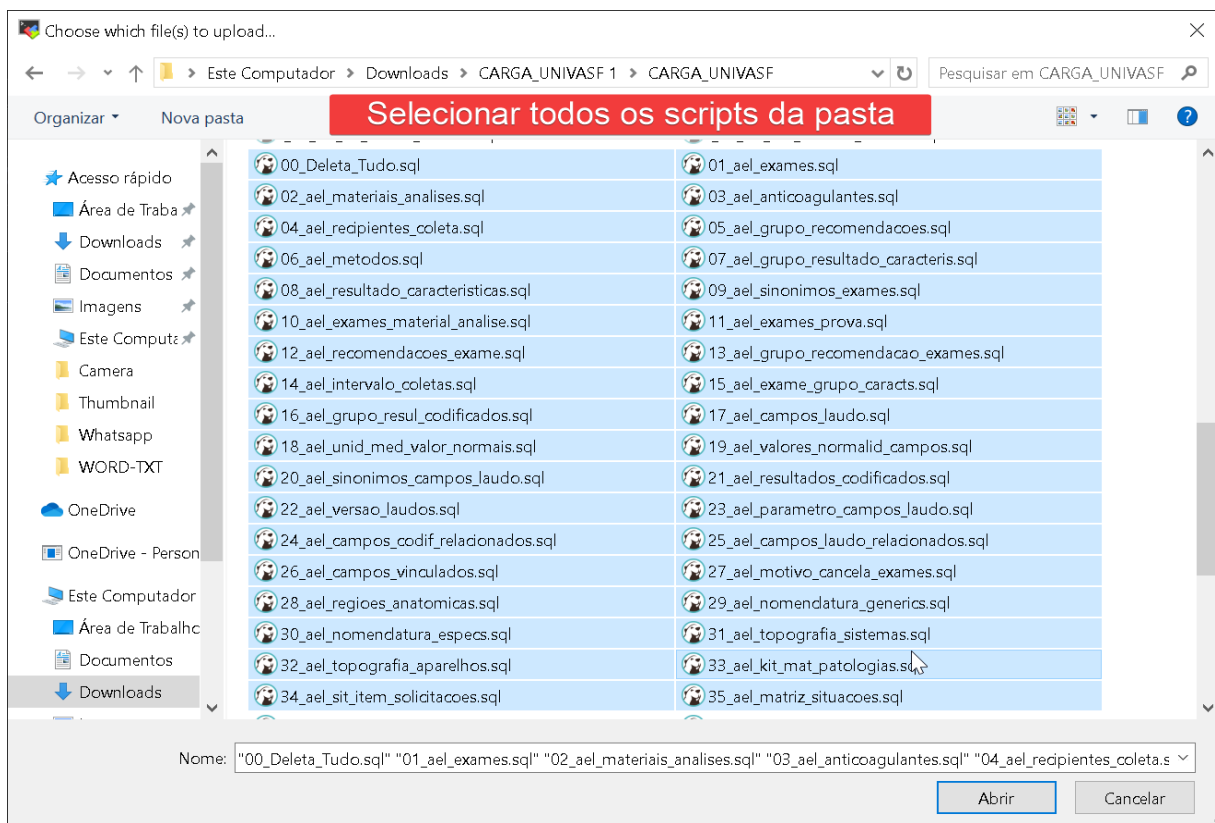 Choose which file(s) to upload...
Este Computador > Downloads > CARGA_UNIVASF 1 > CARGA_UNIVASF
Pesquisar em CARGA_UNIVASF
Organizar
Nova pasta
Selecionar todos os scripts da pasta
Acesso rápido
Área de Traba
Downloads
Documentos
Imagens
Este Computa
Camera
Thumbnail
Whatsapp
WORD-TXT
OneDrive
OneDrive - Person
Este Computador
Área de Trabalho
Documentos
Downloads
00_Deleta_Tudo.sql 01_ael_exames.sql
02_ael_materiais_analises.sql 03_ael_anticoagulantes.sql
04_ael_recipientes_coleta.sql 05_ael_grupo_recomendacoes.sql
06_ael_metodos.sql 07_ael_grupo_resultado_caracteris.sql
08_ael_resultado_caracteristicas.sql 09_ael_sinonimos_exames.sql
10_ael_exames_material_analise.sql 11_ael_exames_prova.sql
12_ael_recomendacoes_exame.sql 13_ael_grupo_recomendacao_exames.sql
14_ael_intervalo_coletas.sql 15_ael_exame_grupo_caracts.sql
16_ael_grupo_resul_codificados.sql 17_ael_campos_laudo.sql
18_ael_unid_med_valor_normais.sql 19_ael_valores_normalid_campos.sql
20_ael_sinonimos_campos_laudo.sql 21_ael_resultados_codificados.sql
22_ael_versao_laudos.sql 23_ael_parametro_campos_laudo.sql
24_ael_campos_codif_relacionados.sql 25_ael_campos_laudo_relacionados.sql
26_ael_campos_vinculados.sql 27_ael_motivo_cancela_exames.sql
28_ael_regioes_anatomicas.sql 29_ael_nomenclatura_generics.sql
30_ael_nomenclatura_especs.sql 31_ael_topografia_sistemas.sql
32_ael_topografia_aparelhos.sql 33_ael_kit_mat_patologias.sql
34_ael_sit_item_solicitacoes.sql 35_ael_matriz_situacoes.sql
Nome: "00_Deleta_Tudo.sql" "01_ael_exames.sql" "02_ael_materiais_analises.sql" "03_ael_anticoagulantes.sql" "04_ael_recipientes_coleta.s
Abrir
Cancelar